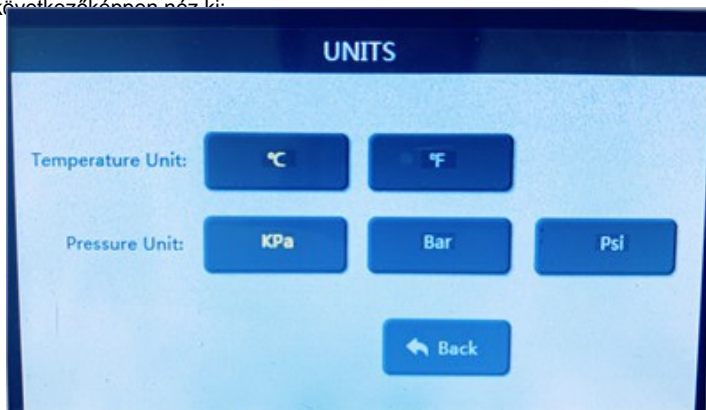 következőképpen néz ki:
UNITS
Temperature Unit: °C °F
Pressure Unit: KPa Bar Psi
Back